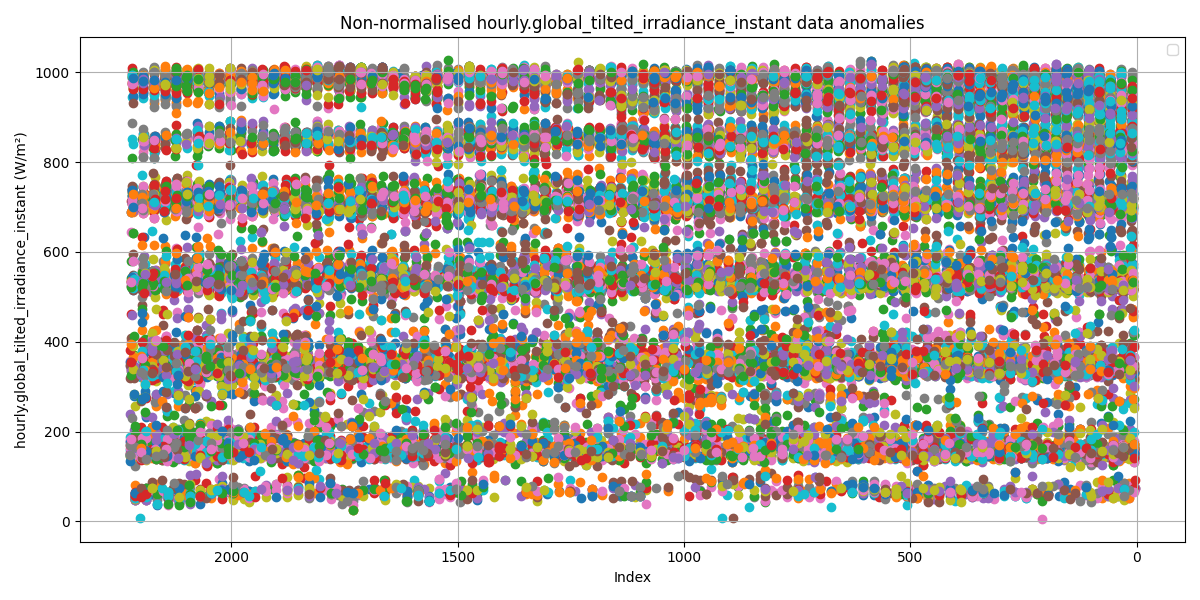 Non-normalised hourly.global_tilted_irradiance_instant data anomalies
hourly.global_tilted_irradiance_instant (W/m²)
1000
800
600
400
200
0
2000 1500 1000 500 0
Index